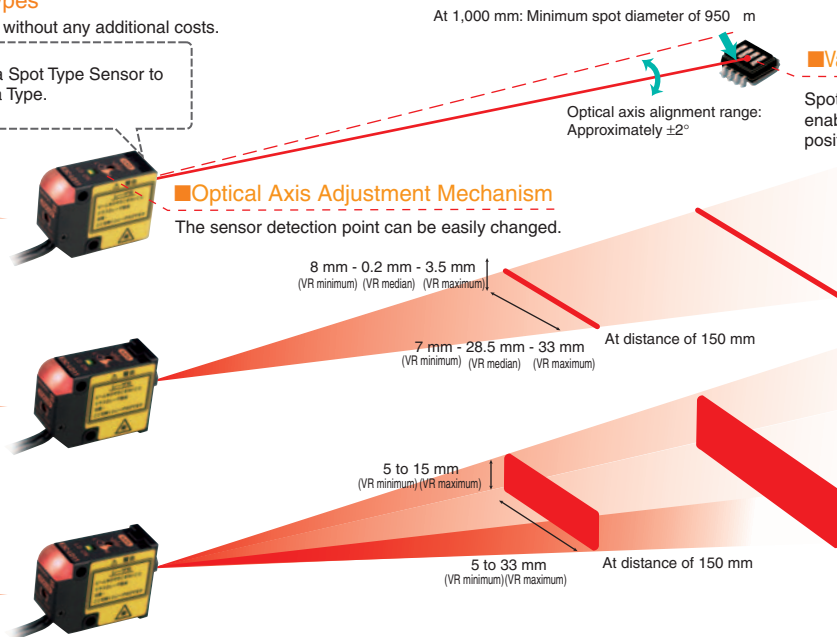 ypes
without any additional costs.
a Spot Type Sensor to
a Type.
At 1,000 mm: Minimum spot diameter of 950 m
Optical axis alignment range:
Approximately ±2°
■Va
Spot
enab
posit
■Optical Axis Adjustment Mechanism
The sensor detection point can be easily changed.
8 mm - 0.2 mm - 3.5 mm
(VR minimum) (VR median) (VR maximum)
7 mm - 28.5 mm - 33 mm
(VR minimum) (VR median) (VR maximum)
At distance of 150 mm
5 to 15 mm
(VR minimum)(VR maximum)
5 to 33 mm
(VR minimum)(VR maximum)
At distance of 150 mm